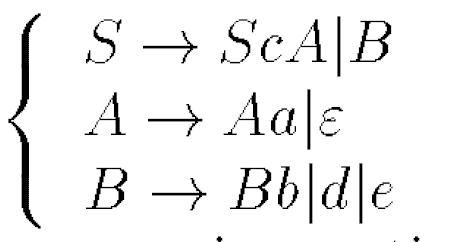 S → ScA|B
A → Aa|ε
B → Bb|d|e